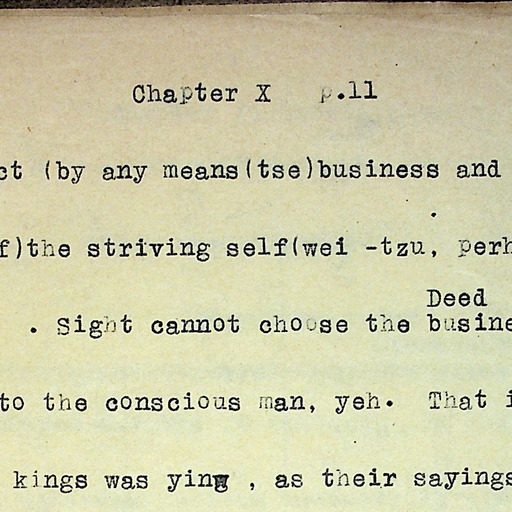 Chapter X p.11
ct (by any means(tse)business and
f)the striving self(wei -tzu, perh
Deed
. Sight cannot choose the busine
to the conscious man, yeh. That i
kings was ying , as their sayings